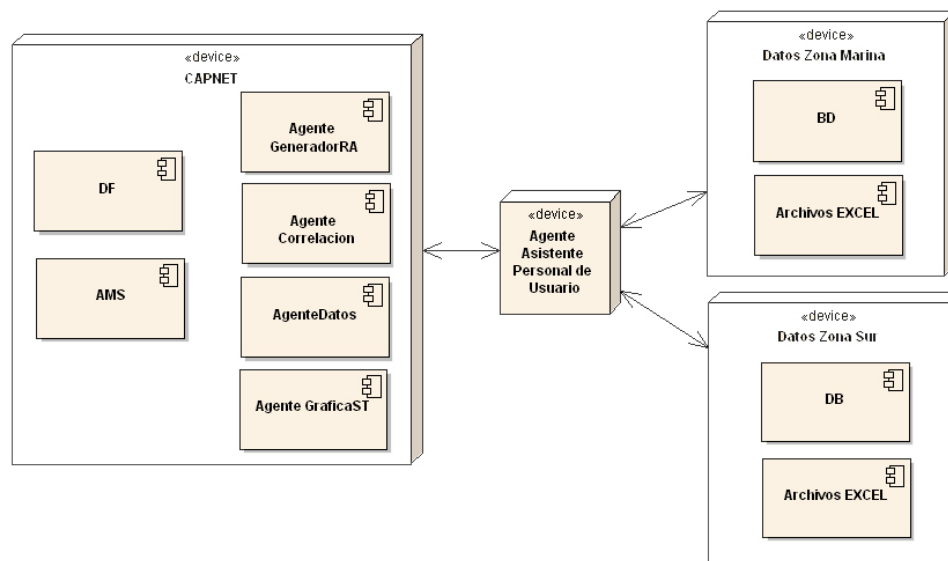 «device»
CAPNET
DF
AMS
Agente
GeneradorRA
Agente
Correlacion
AgenteDatos
Agente GraficaST
«device»
Agente
Asistente
Personal de
Usuario
«device»
Datos Zona Marina
BD
Archivos EXCEL
«device»
Datos Zona Sur
DB
Archivos EXCEL